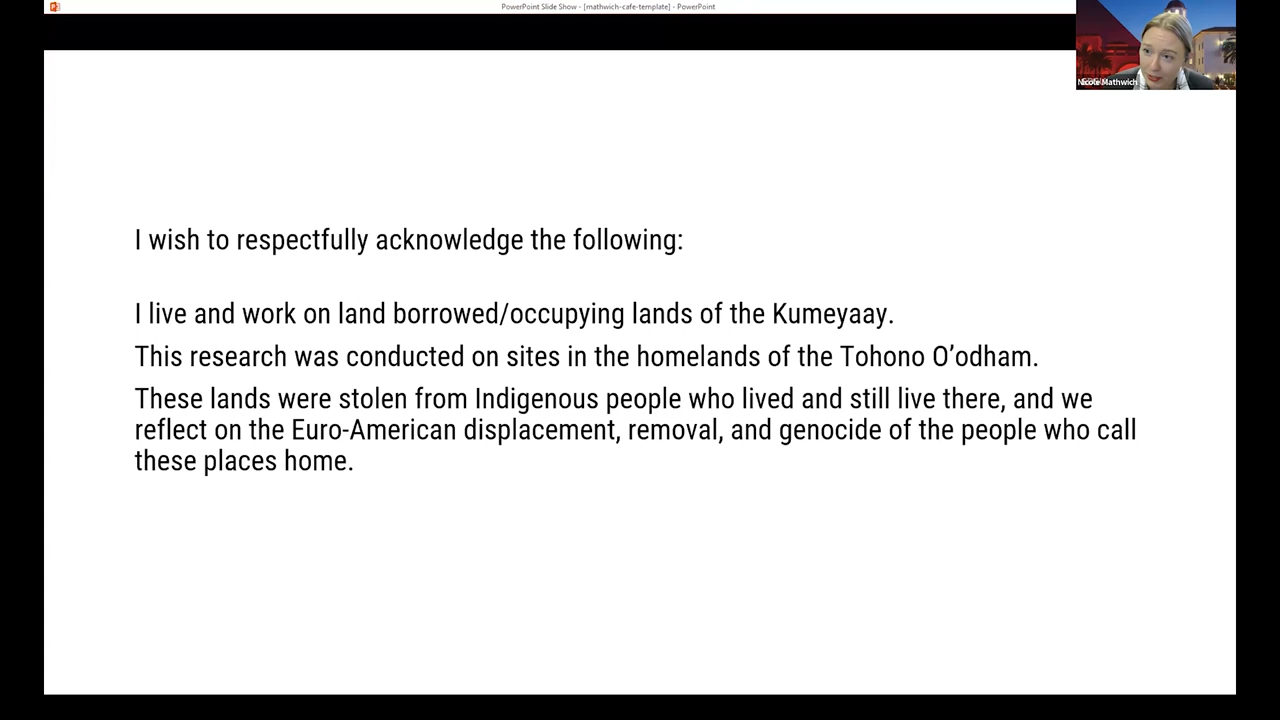 PowerPoint Slide Show - [mathwich-cafe-template] - PowerPoint
Nicole Mathwich
I wish to respectfully acknowledge the following:
I live and work on land borrowed/occupying lands of the Kumeyaay.
This research was conducted on sites in the homelands of the Tohono O’odham.
These lands were stolen from Indigenous people who lived and still live there, and we
reflect on the Euro-American displacement, removal, and genocide of the people who call
these places home.